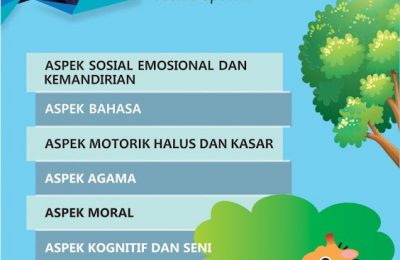 ASPEK SOSIAL EMOSIONAL DAN
KEMANDIRIAN
ASPEK BAHASA
ASPEK MOTORIK HALUS DAN KASAR
ASPEK AGAMA
ASPEK MORAL
ASPEK KOGNITIF DAN SENI